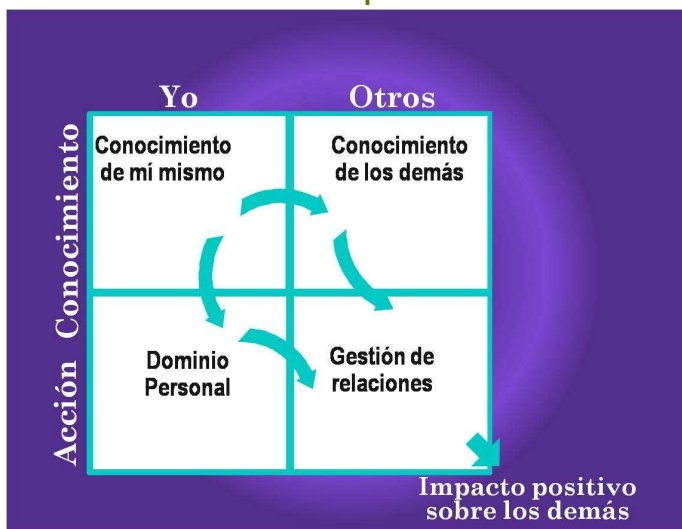 Yo
Otros
Conocimiento
de mí mismo
Conocimiento
de los demás
Acción Conocimiento
Dominio
Personal
Gestión de
relaciones
Impacto positivo
sobre los demás